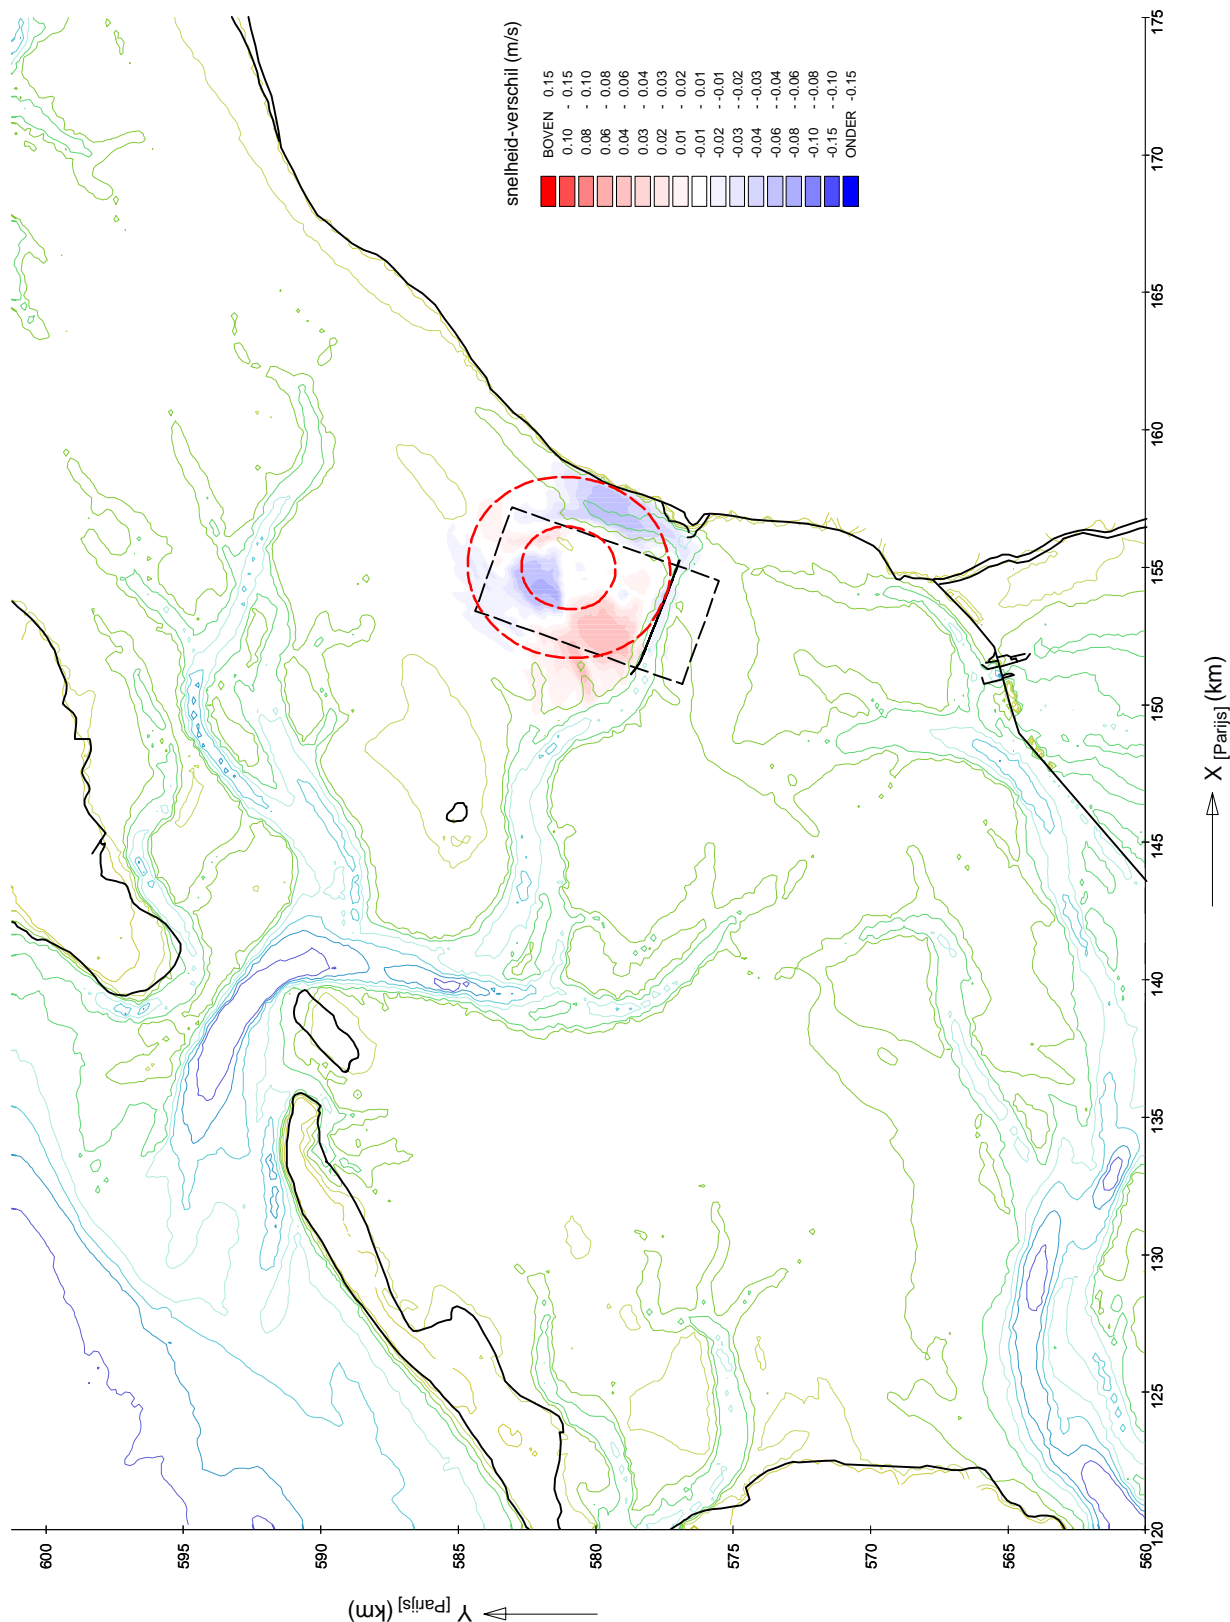 snelheid-verschil (m/s)
BOVEN 0.15
0.10 - 0.15
0.08 - 0.10
0.06 - 0.08
0.04 - 0.06
0.03 - 0.04
0.02 - 0.03
0.01 - 0.02
-0.01 - 0.01
-0.02 - -0.01
-0.03 - -0.02
-0.04 - -0.03
-0.06 - -0.04
-0.08 - -0.06
-0.10 - -0.08
-0.15 - -0.10
ONDER -0.15
600
595
590
585
580
575
570
565
560
Y [Parijs] (km)
120
125
130
135
140
145
150
155
160
165
170
175
X [Parijs] (km)